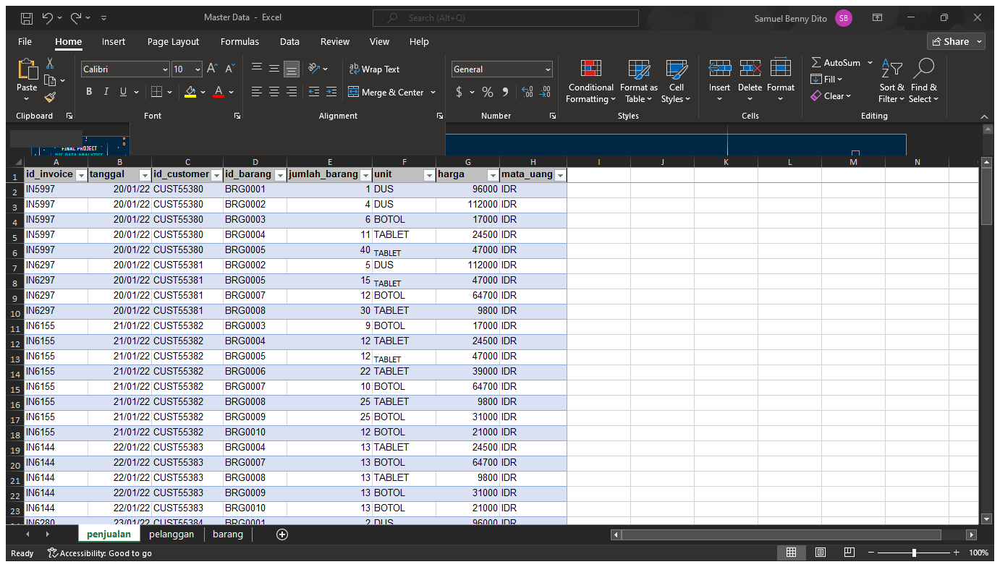 Master Data - Excel
Search (Alt+Q)
Samuel Benny Dito SB
File Home Insert Page Layout Formulas Data Review View Help Share
Paste
Calibri 10
B I U A
Wrap Text
Merge & Center
General
$ %
Conditional Formatting
Format as Table
Cell Styles
Insert Delete Format
AutoSum
Fill
Clear
Sort & Filter
Find & Select
Clipboard Font Alignment Number Styles Cells Editing
FINAL PROJECT
BIG DATA ANALYTICS
A B C D E F G H I J K L M N
1 id_invoice tanggal id_customer id_barang jumlah_barang unit harga mata_uang
2 IN5997 20/01/22 CUST55380 BRG0001 1 DUS 96000 IDR
3 IN5997 20/01/22 CUST55380 BRG0002 4 DUS 112000 IDR
4 IN5997 20/01/22 CUST55380 BRG0003 6 BOTOL 17000 IDR
5 IN5997 20/01/22 CUST55380 BRG0004 11 TABLET 24500 IDR
6 IN5997 20/01/22 CUST55380 BRG0005 40 TABLET 47000 IDR
7 IN6297 20/01/22 CUST55381 BRG0002 5 DUS 112000 IDR
8 IN6297 20/01/22 CUST55381 BRG0005 15 TABLET 47000 IDR
9 IN6297 20/01/22 CUST55381 BRG0007 12 BOTOL 64700 IDR
10 IN6297 20/01/22 CUST55381 BRG0008 30 TABLET 9800 IDR
11 IN6155 21/01/22 CUST55382 BRG0003 9 BOTOL 17000 IDR
12 IN6155 21/01/22 CUST55382 BRG0004 12 TABLET 24500 IDR
13 IN6155 21/01/22 CUST55382 BRG0005 12 TABLET 47000 IDR
14 IN6155 21/01/22 CUST55382 BRG0006 22 TABLET 39000 IDR
15 IN6155 21/01/22 CUST55382 BRG0007 10 BOTOL 64700 IDR
16 IN6155 21/01/22 CUST55382 BRG0008 25 TABLET 9800 IDR
17 IN6155 21/01/22 CUST55382 BRG0009 25 BOTOL 31000 IDR
18 IN6155 21/01/22 CUST55382 BRG0010 12 BOTOL 21000 IDR
19 IN6144 22/01/22 CUST55383 BRG0004 13 TABLET 24500 IDR
20 IN6144 22/01/22 CUST55383 BRG0007 13 BOTOL 64700 IDR
21 IN6144 22/01/22 CUST55383 BRG0008 13 TABLET 9800 IDR
22 IN6144 22/01/22 CUST55383 BRG0009 13 BOTOL 31000 IDR
23 IN6144 22/01/22 CUST55383 BRG0010 13 BOTOL 21000 IDR
IN6280 23/01/22 CUST55384 BRG0001 2 DUS 96000 IDR
penjualan pelanggan barang
Ready Accessibility: Good to go 100%